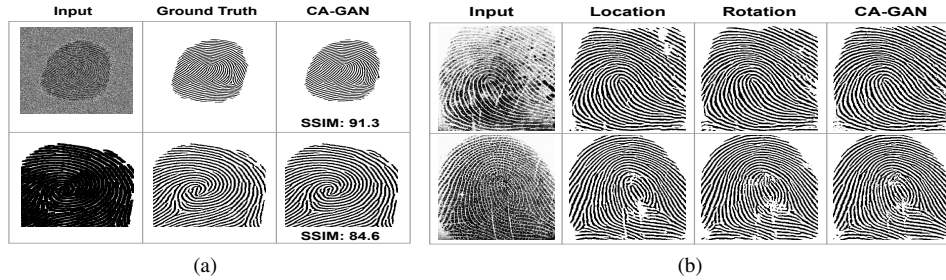 Input Ground Truth CA-GAN
SSIM: 91.3
SSIM: 84.6
(a)
Input Location Rotation CA-GAN
(b)